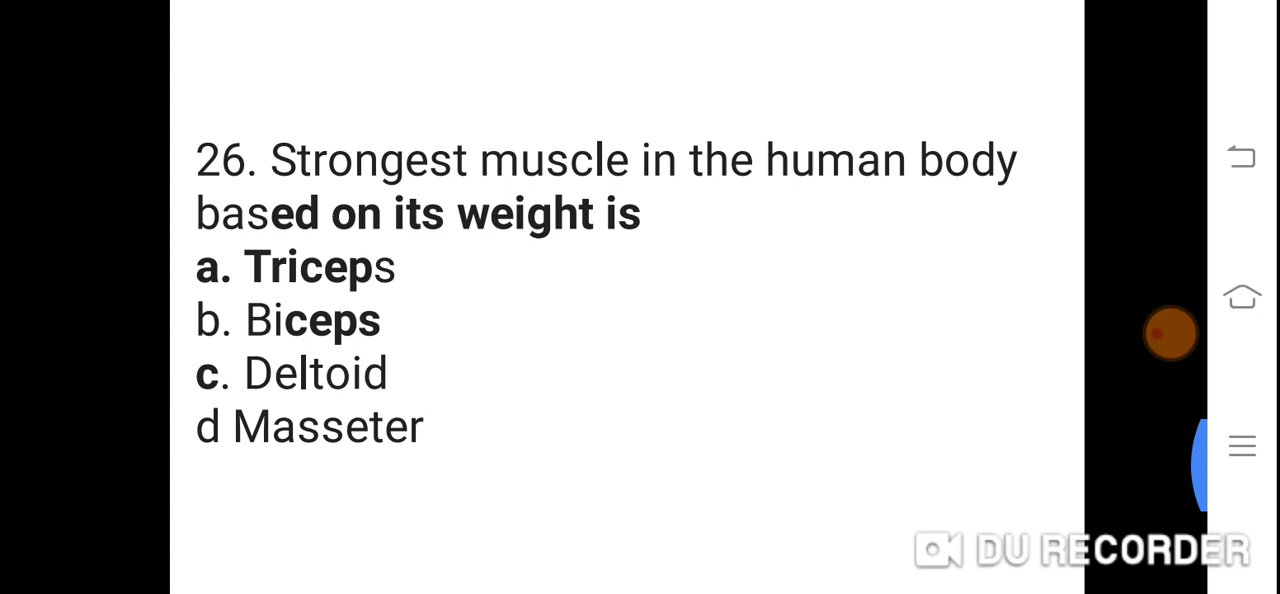 26. Strongest muscle in the human body
based on its weight is
a. Triceps
b. Biceps
c. Deltoid
d Masseter
DU RECORDER